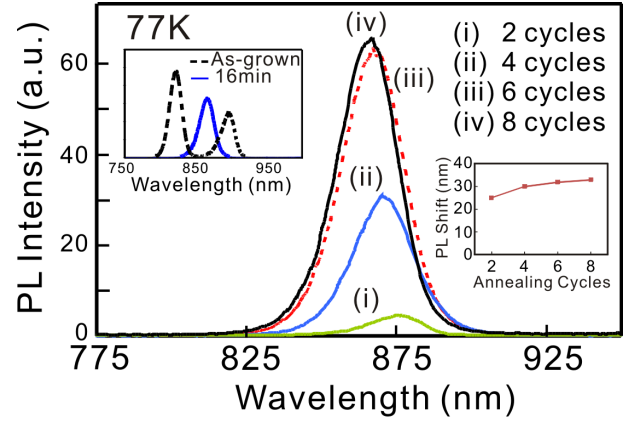 77K
(iv)
(i) 2 cycles
(ii) 4 cycles
(iii) 6 cycles
(iv) 8 cycles
As-grown
16min
750 850 950
Wavelength (nm)
(iii)
(ii)
(i)
PL Shift (nm)
40
30
20
10
0
2 4 6 8
Annealing Cycles
PL Intensity (a.u.)
60
40
20
0
775 825 875 925
Wavelength (nm)